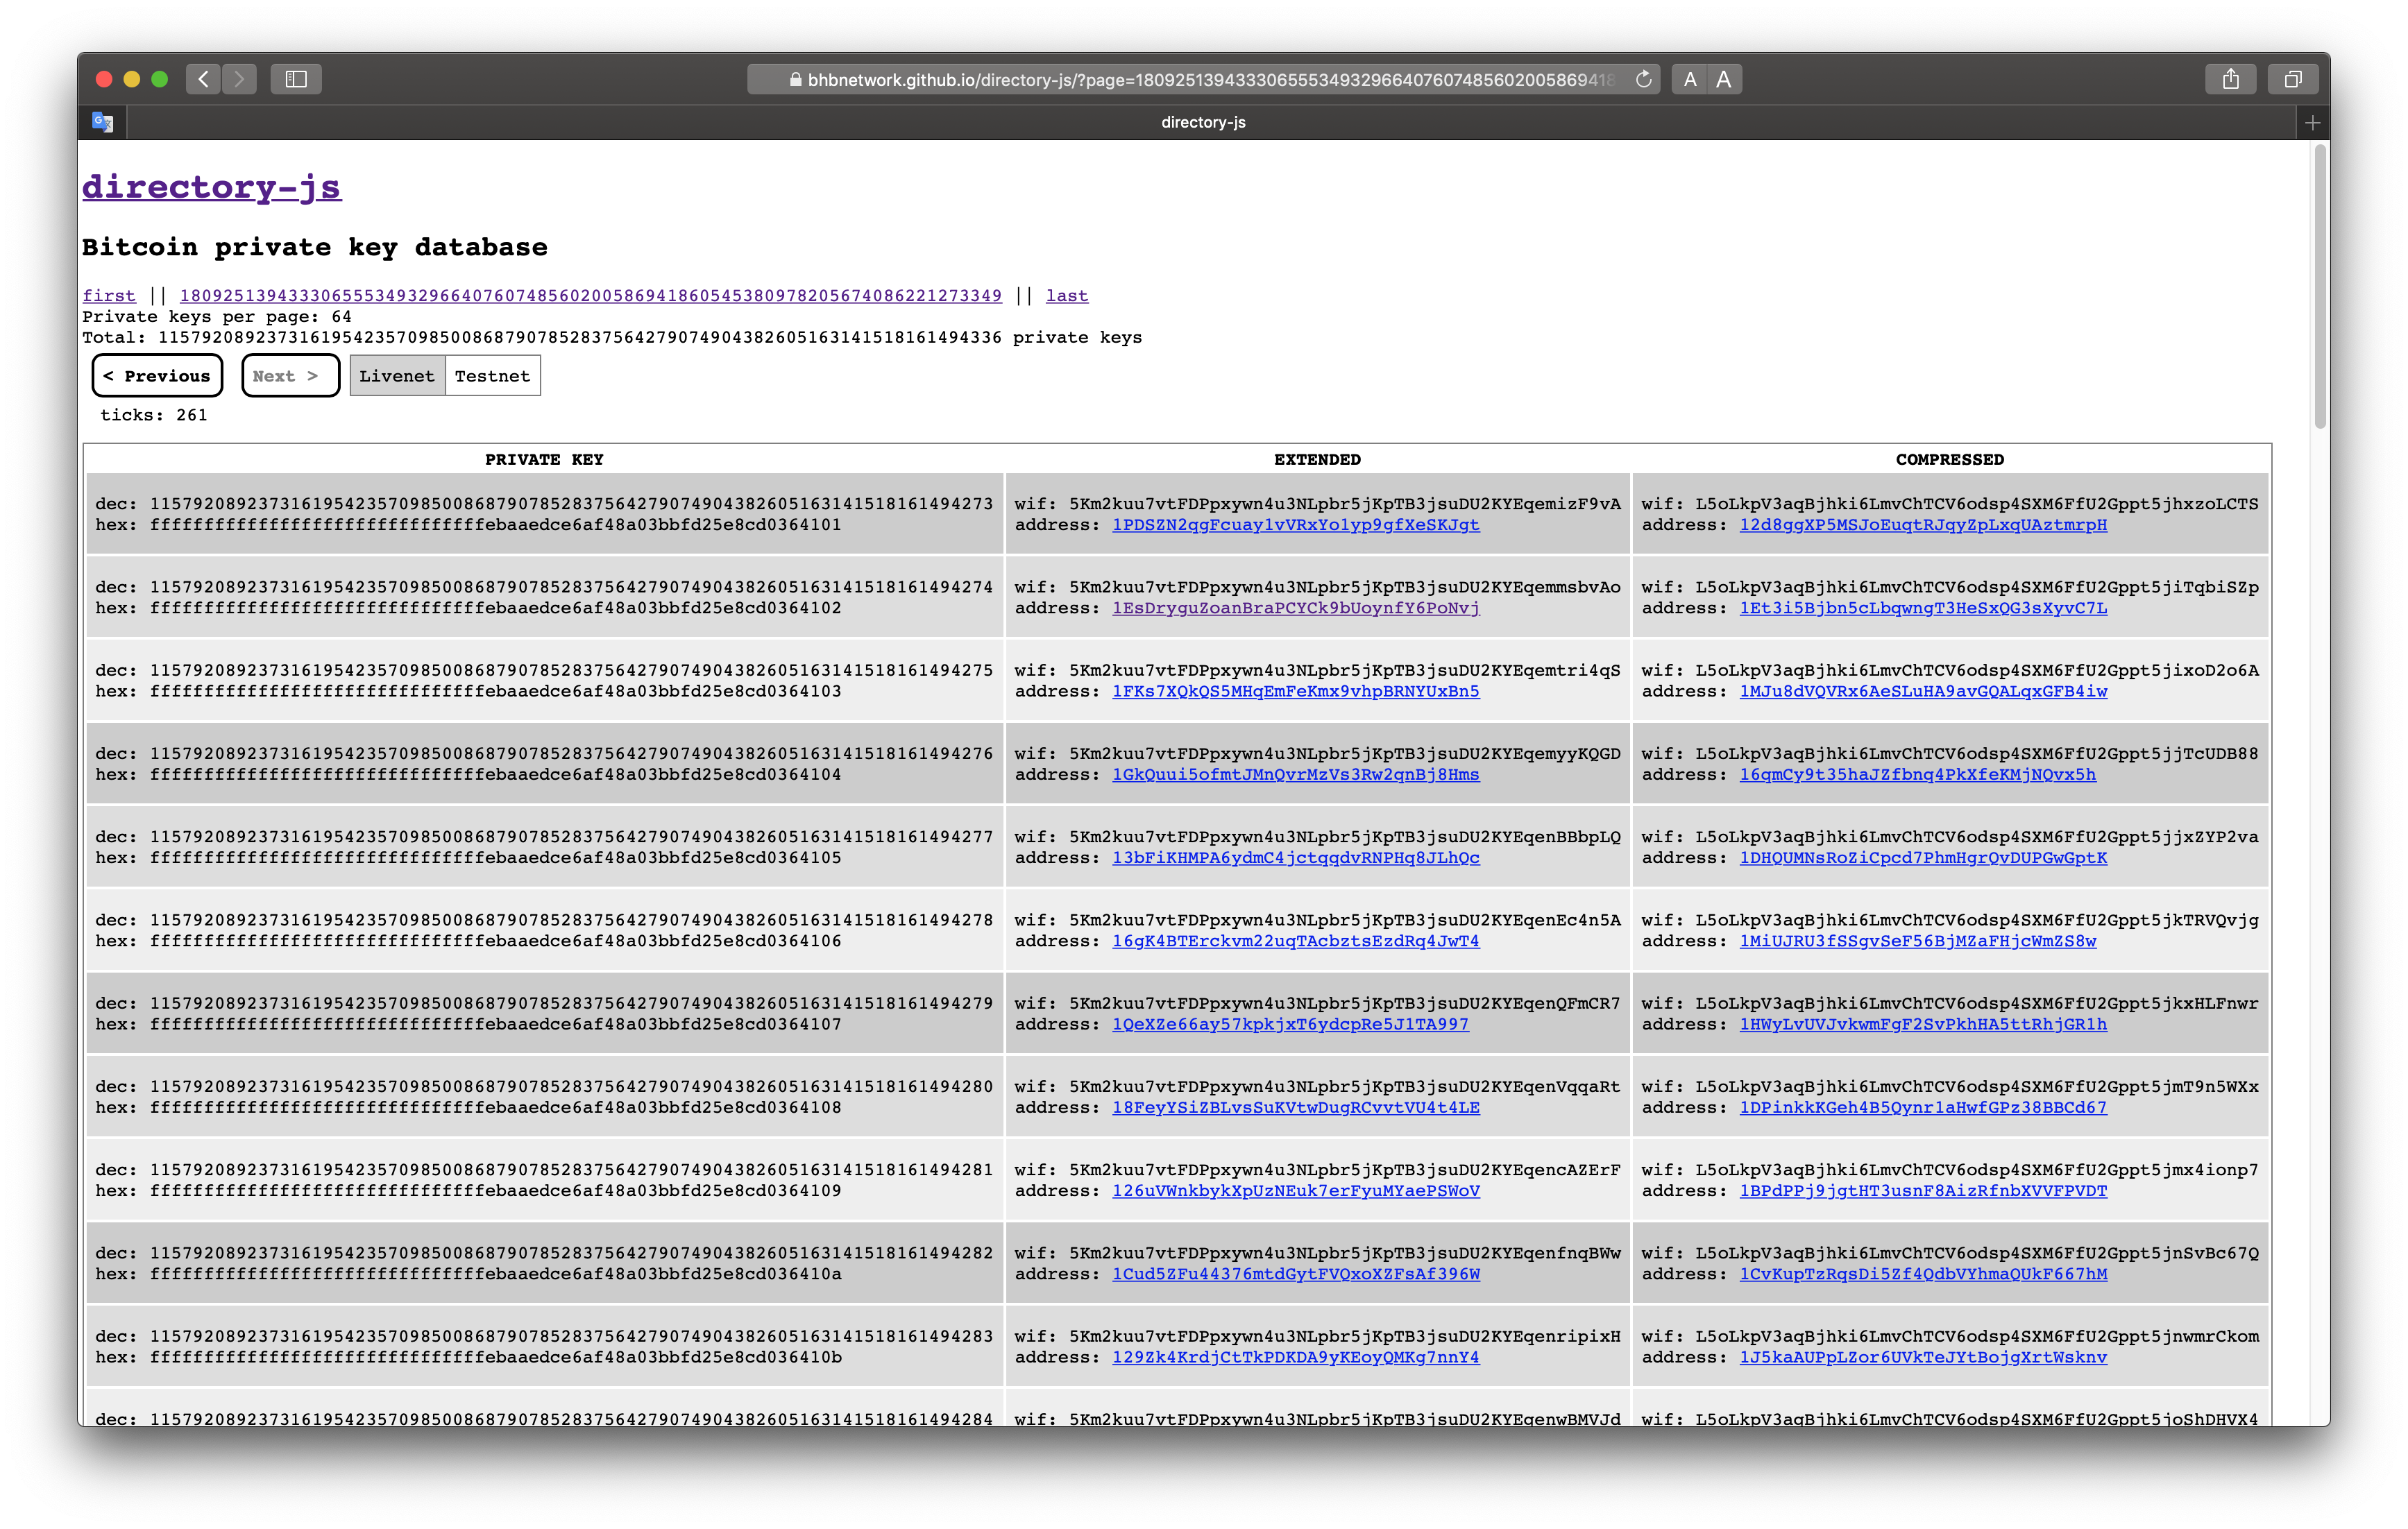 bhbnetwork.github.io/directory-js/?page=18092513943330655534932966407607485602005869418
A A
directory-js
directory-js
Bitcoin private key database
first || 1809251394333065553493296640760748560200586941860545380978205674086221273349 || last
Private keys per page: 64
Total: 115792089237316195423570985008687907852837564279074904382605163141518161494336 private keys
< Previous Next > Livenet Testnet
ticks: 261
PRIVATE KEY EXTENDED COMPRESSED
dec: 115792089237316195423570985008687907852837564279074904382605163141518161494273 wif: 5Km2kuu7vtFDPpxywn4u3NLpbr5jKpTB3jsuDU2KYEqemizF9vA wif: L5oLkpV3aqBjhki6LmvChTCV6odsp4SXM6FfU2Gppt5jhxzoLCTS
hex: fffffffffffffffffffffffffffffffebaaedce6af48a03bbfd25e8cd0364101 address: 1PDSZN2qgFcuay1vVRxYo1yp9gfXeSKJgt address: 12d8ggXP5MSJoEuqtRJqyZpLxqUAztmrpH
dec: 115792089237316195423570985008687907852837564279074904382605163141518161494274 wif: 5Km2kuu7vtFDPpxywn4u3NLpbr5jKpTB3jsuDU2KYEqemmsbvAo wif: L5oLkpV3aqBjhki6LmvChTCV6odsp4SXM6FfU2Gppt5jiTqbiSZp
hex: fffffffffffffffffffffffffffffffebaaedce6af48a03bbfd25e8cd0364102 address: 1EsDryguZoanBraPCYCk9bUoynfY6PoNvj address: 1Et3i5Bjbn5cLbqwngT3HeSxQG3sXyvC7L
dec: 115792089237316195423570985008687907852837564279074904382605163141518161494275 wif: 5Km2kuu7vtFDPpxywn4u3NLpbr5jKpTB3jsuDU2KYEqemtri4qS wif: L5oLkpV3aqBjhki6LmvChTCV6odsp4SXM6FfU2Gppt5jixoD2o6A
hex: fffffffffffffffffffffffffffffffebaaedce6af48a03bbfd25e8cd0364103 address: 1FKs7XQkQS5MHqEmFeKmx9vhpBRNYUxBn5 address: 1MJu8dVQVRx6AeSLuHA9avGQALqxGFB4iw
dec: 115792089237316195423570985008687907852837564279074904382605163141518161494276 wif: 5Km2kuu7vtFDPpxywn4u3NLpbr5jKpTB3jsuDU2KYEqemyyKQGD wif: L5oLkpV3aqBjhki6LmvChTCV6odsp4SXM6FfU2Gppt5jjTcUDB88
hex: fffffffffffffffffffffffffffffffebaaedce6af48a03bbfd25e8cd0364104 address: 1GkQuui5ofmtJMnQvrMzVs3Rw2qnBj8Hms address: 16qmCy9t35haJZfbnq4PkXfeKMjNQvx5h
dec: 115792089237316195423570985008687907852837564279074904382605163141518161494277 wif: 5Km2kuu7vtFDPpxywn4u3NLpbr5jKpTB3jsuDU2KYEqenBBbpLQ wif: L5oLkpV3aqBjhki6LmvChTCV6odsp4SXM6FfU2Gppt5jjxZYP2va
hex: fffffffffffffffffffffffffffffffebaaedce6af48a03bbfd25e8cd0364105 address: 13bFiKHMPA6ydmC4jctqqdvRNPHq8JLhQc address: 1DHQUMNsRoZiCpcd7PhmHgrQvDUPGwGptK
dec: 115792089237316195423570985008687907852837564279074904382605163141518161494278 wif: 5Km2kuu7vtFDPpxywn4u3NLpbr5jKpTB3jsuDU2KYEqenEc4n5A wif: L5oLkpV3aqBjhki6LmvChTCV6odsp4SXM6FfU2Gppt5jkTRVQvjg
hex: fffffffffffffffffffffffffffffffebaaedce6af48a03bbfd25e8cd0364106 address: 16gK4BTErckvm22uqTAcbztsEzdRq4JwT4 address: 1MiUJRU3fSSgvSeF56BjMZaFHjcWmZS8w
dec: 115792089237316195423570985008687907852837564279074904382605163141518161494279 wif: 5Km2kuu7vtFDPpxywn4u3NLpbr5jKpTB3jsuDU2KYEqenQFmCR7 wif: L5oLkpV3aqBjhki6LmvChTCV6odsp4SXM6FfU2Gppt5jkxHLFnwr
hex: fffffffffffffffffffffffffffffffebaaedce6af48a03bbfd25e8cd0364107 address: 1QeXZe66ay57kpkjxT6ydcpRe5J1TA997 address: 1HWyLvUVJvkwmFgF2SvPkhHA5ttRhjGR1h
dec: 115792089237316195423570985008687907852837564279074904382605163141518161494280 wif: 5Km2kuu7vtFDPpxywn4u3NLpbr5jKpTB3jsuDU2KYEqenVqqaRt wif: L5oLkpV3aqBjhki6LmvChTCV6odsp4SXM6FfU2Gppt5jmT9n5WXx
hex: fffffffffffffffffffffffffffffffebaaedce6af48a03bbfd25e8cd0364108 address: 18FeyYSiZBLvsSuKVtwDugRCvvtVU4t4LE address: 1DPinkkKGeh4B5Qynr1aHwfGPz38BBCd67
dec: 115792089237316195423570985008687907852837564279074904382605163141518161494281 wif: 5Km2kuu7vtFDPpxywn4u3NLpbr5jKpTB3jsuDU2KYEqencAZErF wif: L5oLkpV3aqBjhki6LmvChTCV6odsp4SXM6FfU2Gppt5jmx4ionp7
hex: fffffffffffffffffffffffffffffffebaaedce6af48a03bbfd25e8cd0364109 address: 126uVWnkbykXpUzNEuk7erFyuMYaePSWoV address: 1BPdPPj9jgtHT3usnF8AizRfnbXVVFPVDT
dec: 115792089237316195423570985008687907852837564279074904382605163141518161494282 wif: 5Km2kuu7vtFDPpxywn4u3NLpbr5jKpTB3jsuDU2KYEqenfnqBWw wif: L5oLkpV3aqBjhki6LmvChTCV6odsp4SXM6FfU2Gppt5jnSvBc67Q
hex: fffffffffffffffffffffffffffffffebaaedce6af48a03bbfd25e8cd036410a address: 1Cud5ZFu44376mtdGytFVQxoXZFsAf396W address: 1CvKupTzRqsDi5Zf4QdbVYhmaQUkF667hM
dec: 115792089237316195423570985008687907852837564279074904382605163141518161494283 wif: 5Km2kuu7vtFDPpxywn4u3NLpbr5jKpTB3jsuDU2KYEqenripixH wif: L5oLkpV3aqBjhki6LmvChTCV6odsp4SXM6FfU2Gppt5jnwmrCkom
hex: fffffffffffffffffffffffffffffffebaaedce6af48a03bbfd25e8cd036410b address: 129Zk4KrdjCtTkPDKDA9yKEoyQMKg7nnY4 address: 1J5kaAUPpLZor6UVkTeJYtBojgXrtWsknv
dec: 115792089237316195423570985008687907852837564279074904382605163141518161494284 wif: 5Km2kuu7vtFDPpxywn4u3NLpbr5jKpTB3jsuDU2KYEqenwBMVJd wif: L5oLkpV3aqBjhki6LmvChTCV6odsp4SXM6FfU2Gppt5joShDHVX4